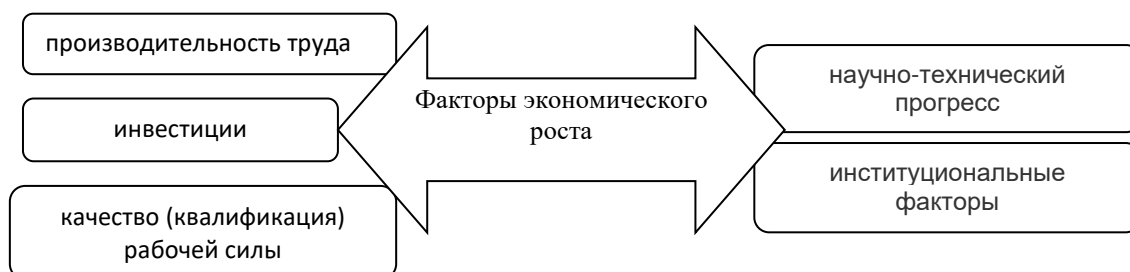 производительность труда
инвестиции
качество (квалификация)
рабочей силы
Факторы экономического
роста
научно-технический
прогресс
институциональные
факторы